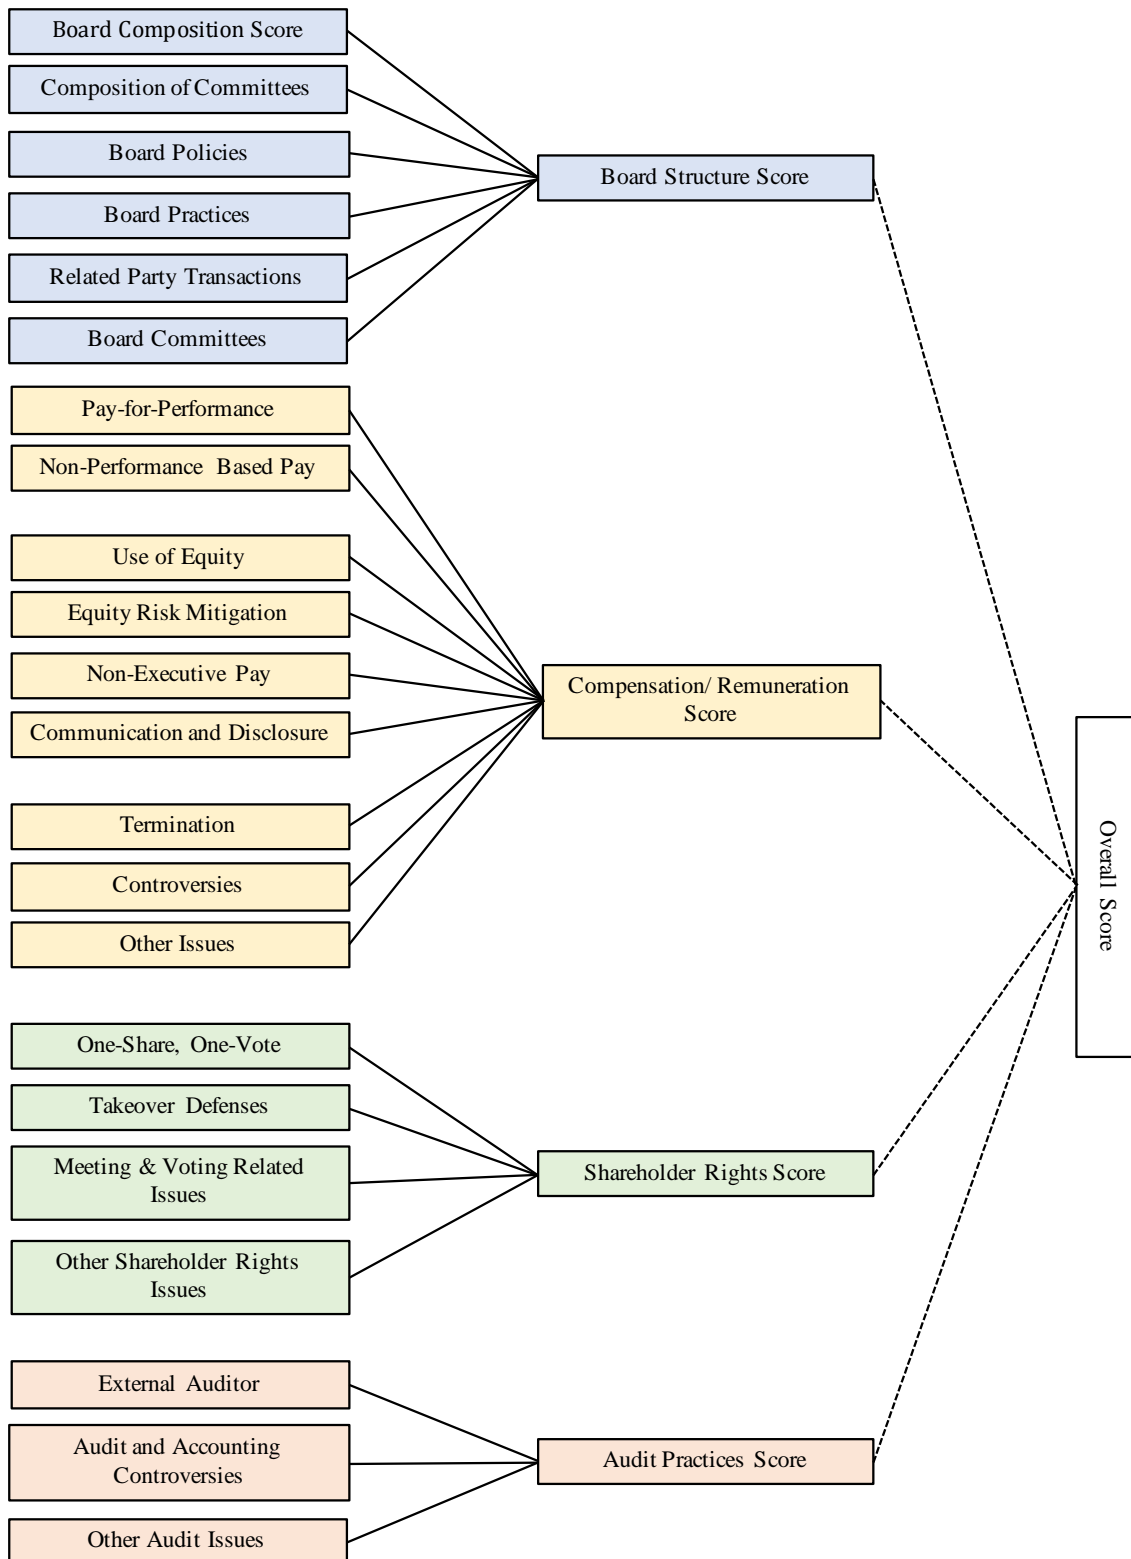 Board Composition Score
Composition of Committees
Board Policies
Board Practices
Related Party Transactions
Board Committees
Board Structure Score
Pay-for-Performance
Non-Performance Based Pay
Use of Equity
Equity Risk Mitigation
Non-Executive Pay
Communication and Disclosure
Termination
Controversies
Other Issues
Compensation/ Remuneration
Score
One-Share, One-Vote
Takeover Defenses
Meeting & Voting Related
Issues
Other Shareholder Rights
Issues
Shareholder Rights Score
External Auditor
Audit and Accounting
Controversies
Other Audit Issues
Audit Practices Score
Overall Score